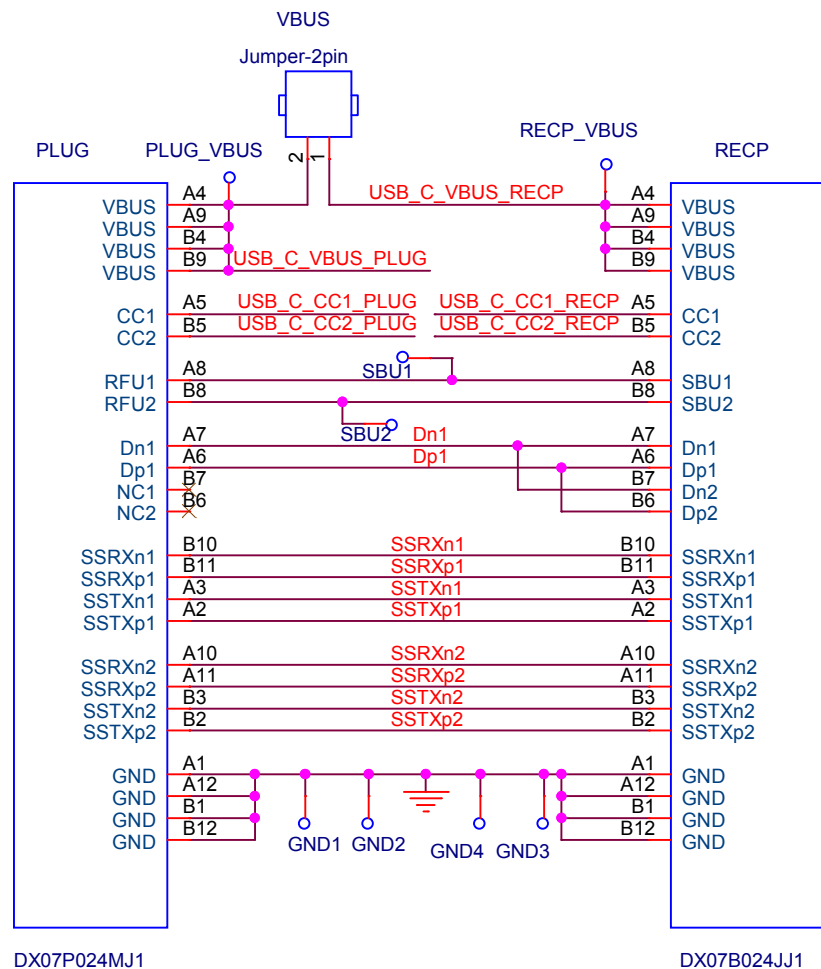 VBUS
Jumper-2pin
2 1
PLUG PLUG_VBUS RECP_VBUS RECP
VBUS A4 USB_C_VBUS_RECP A4 VBUS
VBUS A9 A9 VBUS
VBUS B4 B4 VBUS
VBUS B9 USB_C_VBUS_PLUG B9 VBUS
CC1 A5 USB_C_CC1_PLUG USB_C_CC1_RECP A5 CC1
CC2 B5 USB_C_CC2_PLUG USB_C_CC2_RECP B5 CC2
SBU1
RFU1 A8 A8 SBU1
RFU2 B8 B8 SBU2
SBU2
Dn1 A7 Dn1 A7 Dn1
Dp1 A6 Dp1 A6 Dp1
NC1 B7 B7 Dn2
NC2 B6 B6 Dp2
SSRXn1 B10 SSRXn1 B10 SSRXn1
SSRXp1 B11 SSRXp1 B11 SSRXp1
SSTXn1 A3 SSTXn1 A3 SSTXn1
SSTXp1 A2 SSTXp1 A2 SSTXp1
SSRXn2 A10 SSRXn2 A10 SSRXn2
SSRXp2 A11 SSRXp2 A11 SSRXp2
SSTXn2 B3 SSTXn2 B3 SSTXn2
SSTXp2 B2 SSTXp2 B2 SSTXp2
GND A1 A1 GND
GND A12 A12 GND
GND B1 B1 GND
GND B12 B12 GND
GND1 GND2 GND4 GND3
DX07P024MJ1 DX07B024JJ1